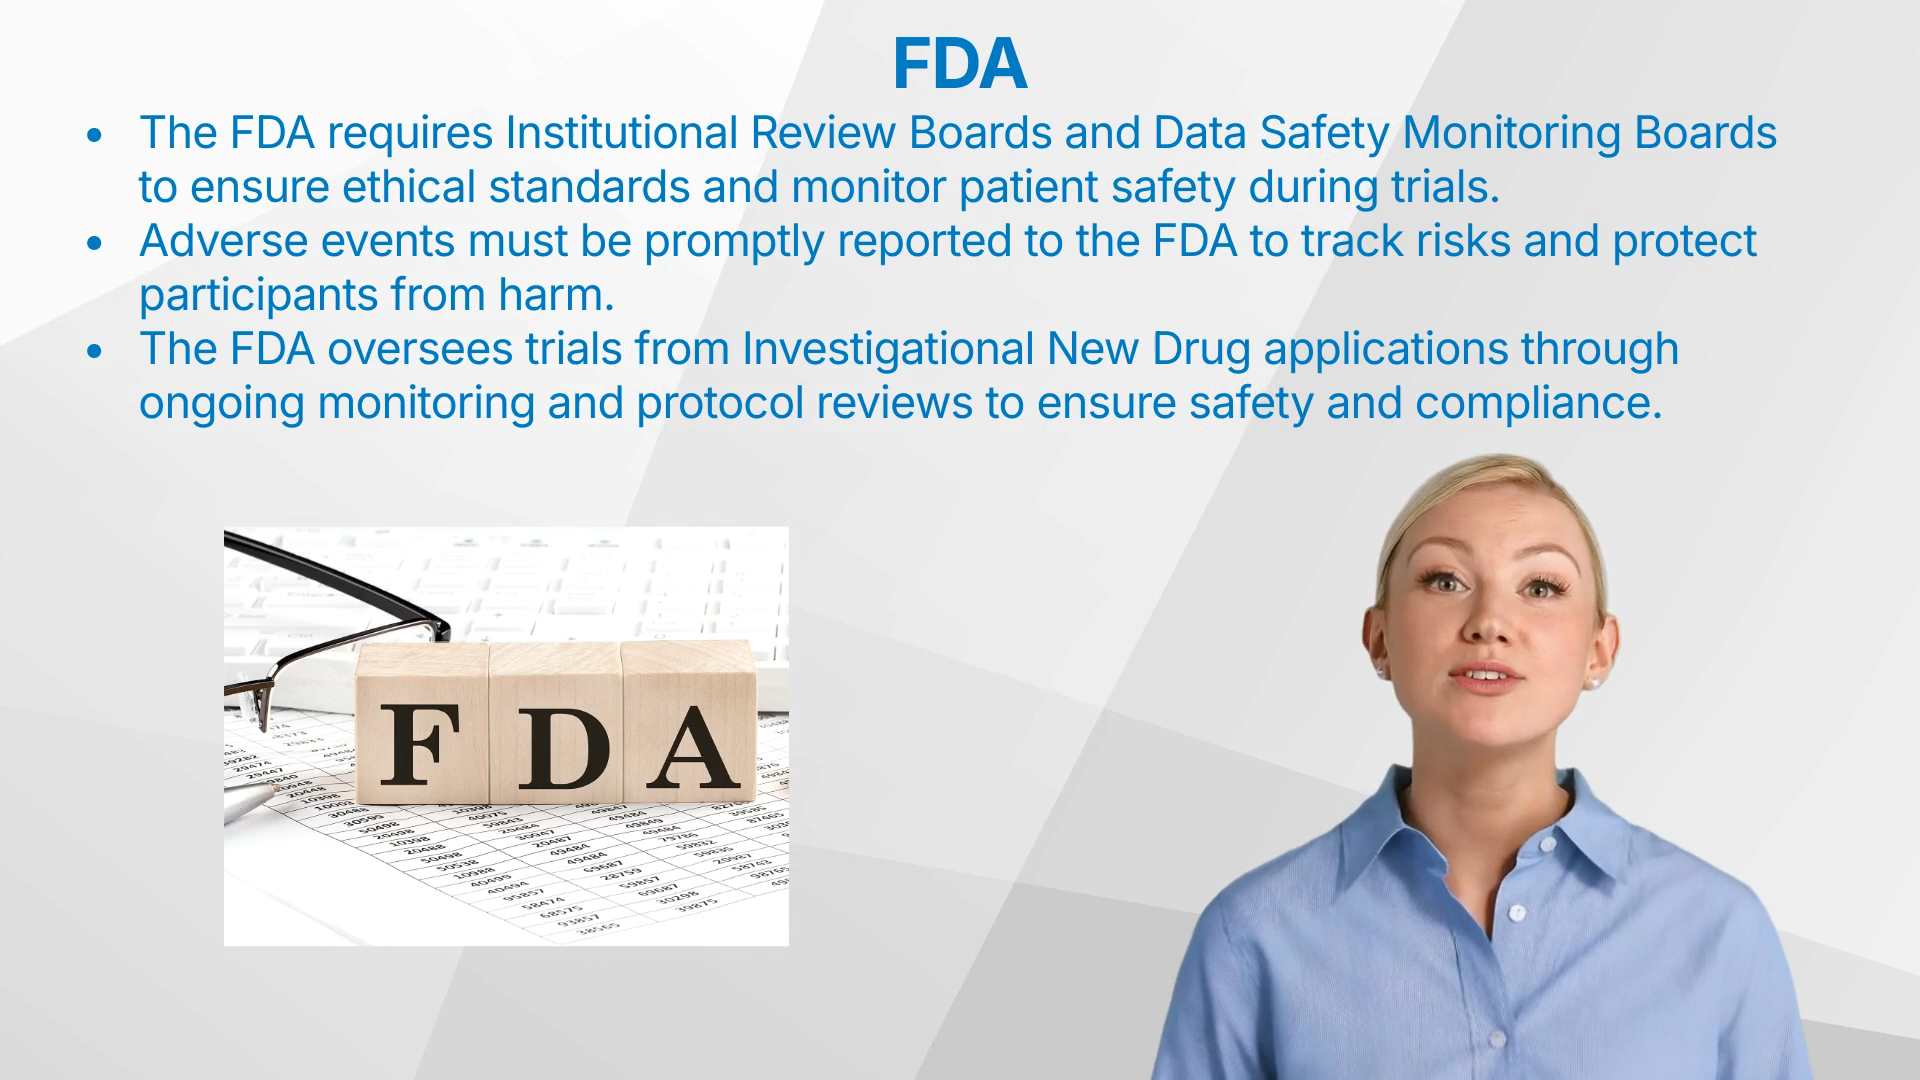 FDA
• The FDA requires Institutional Review Boards and Data Safety Monitoring Boards
to ensure ethical standards and monitor patient safety during trials.
• Adverse events must be promptly reported to the FDA to track risks and protect
participants from harm.
• The FDA oversees trials from Investigational New Drug applications through
ongoing monitoring and protocol reviews to ensure safety and compliance.
F D A